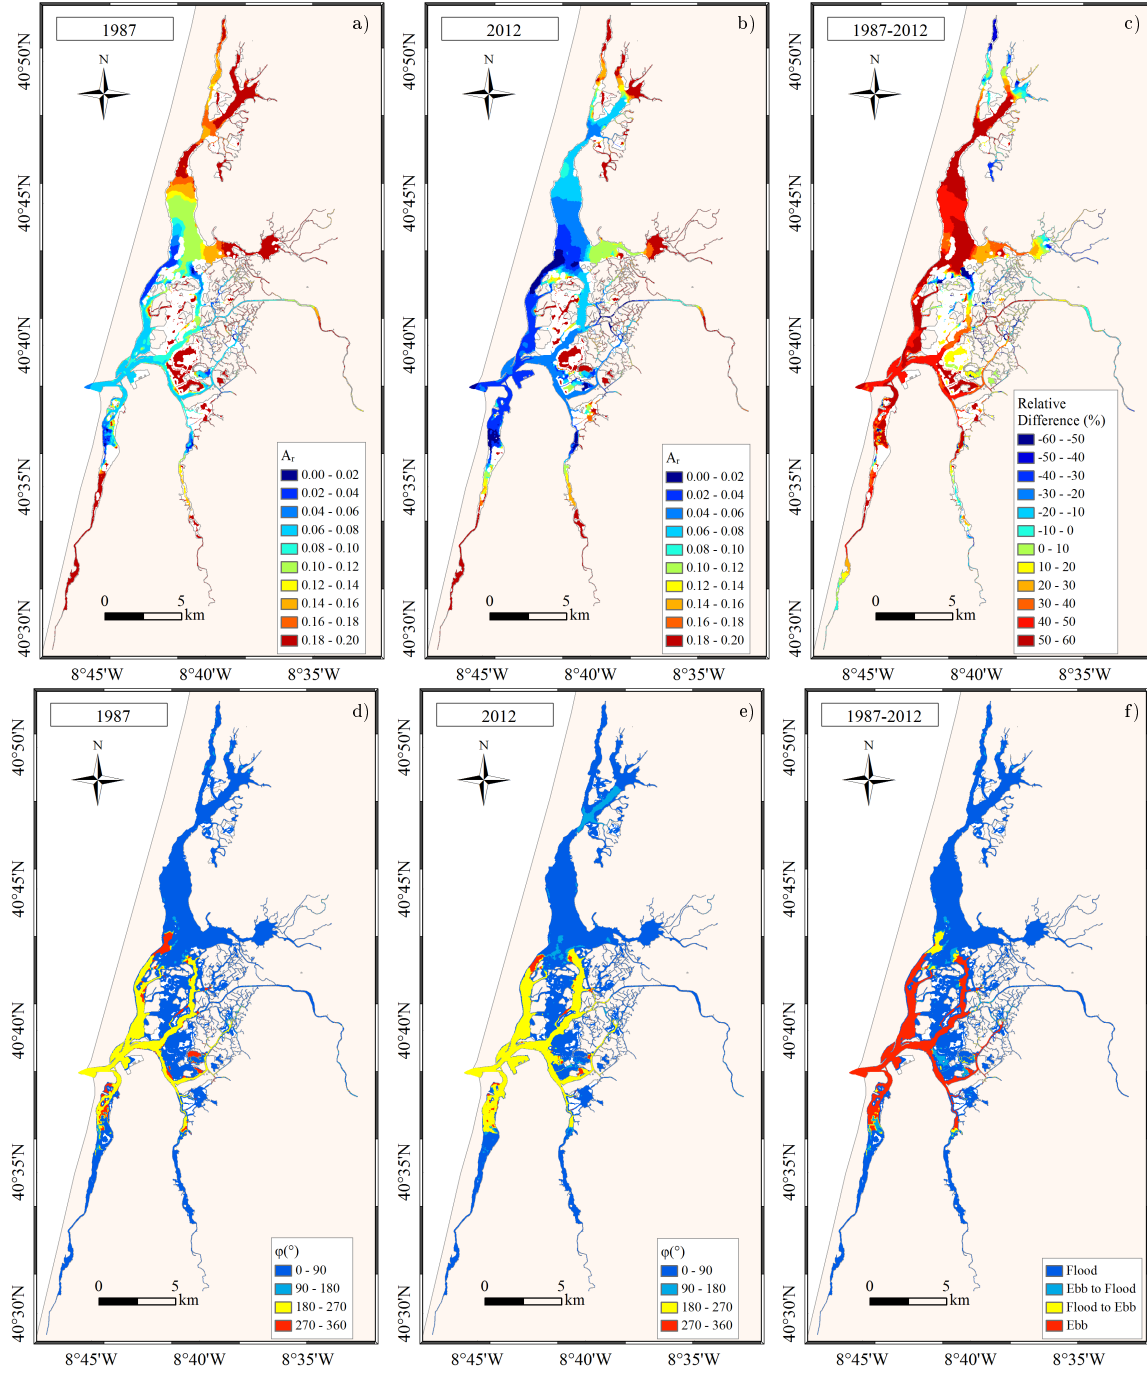 1987
a)
N
40°50'N
40°45'N
40°40'N
40°35'N
40°30'N
Aᵣ
0.00 - 0.02
0.02 - 0.04
0.04 - 0.06
0.06 - 0.08
0.08 - 0.10
0.10 - 0.12
0.12 - 0.14
0.14 - 0.16
0.16 - 0.18
0.18 - 0.20
0 5
km
8°45'W 8°40'W 8°35'W
2012
b)
N
40°50'N
40°45'N
40°40'N
40°35'N
40°30'N
Aᵣ
0.00 - 0.02
0.02 - 0.04
0.04 - 0.06
0.06 - 0.08
0.08 - 0.10
0.10 - 0.12
0.12 - 0.14
0.14 - 0.16
0.16 - 0.18
0.18 - 0.20
0 5
km
8°45'W 8°40'W 8°35'W
1987-2012
c)
N
40°50'N
40°45'N
40°40'N
40°35'N
40°30'N
Relative
Difference (%)
-60 - -50
-50 - -40
-40 - -30
-30 - -20
-20 - -10
-10 - 0
0 - 10
10 - 20
20 - 30
30 - 40
40 - 50
50 - 60
0 5
km
8°45'W 8°40'W 8°35'W
1987
d)
N
40°50'N
40°45'N
40°40'N
40°35'N
40°30'N
φ(°)
0 - 90
90 - 180
180 - 270
270 - 360
0 5
km
8°45'W 8°40'W 8°35'W
2012
e)
N
40°50'N
40°45'N
40°40'N
40°35'N
40°30'N
φ(°)
0 - 90
90 - 180
180 - 270
270 - 360
0 5
km
8°45'W 8°40'W 8°35'W
1987-2012
f)
N
40°50'N
40°45'N
40°40'N
40°35'N
40°30'N
Flood
Ebb to Flood
Flood to Ebb
Ebb
0 5
km
8°45'W 8°40'W 8°35'W